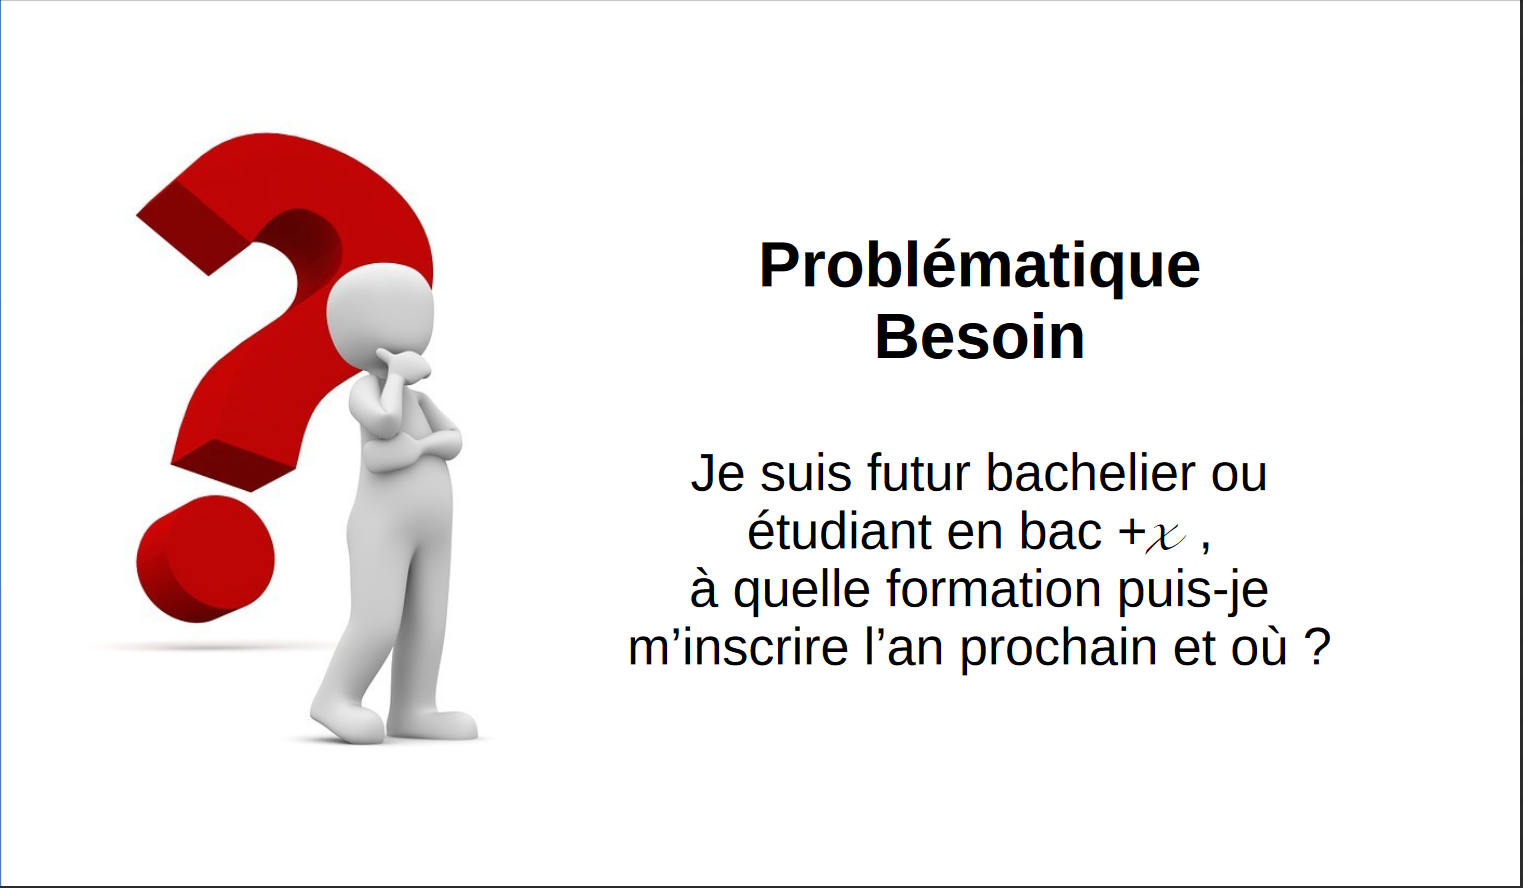 Problématique
Besoin
Je suis futur bachelier ou
étudiant en bac +𝑥 ,
à quelle formation puis-je
m’inscrire l’an prochain et où ?